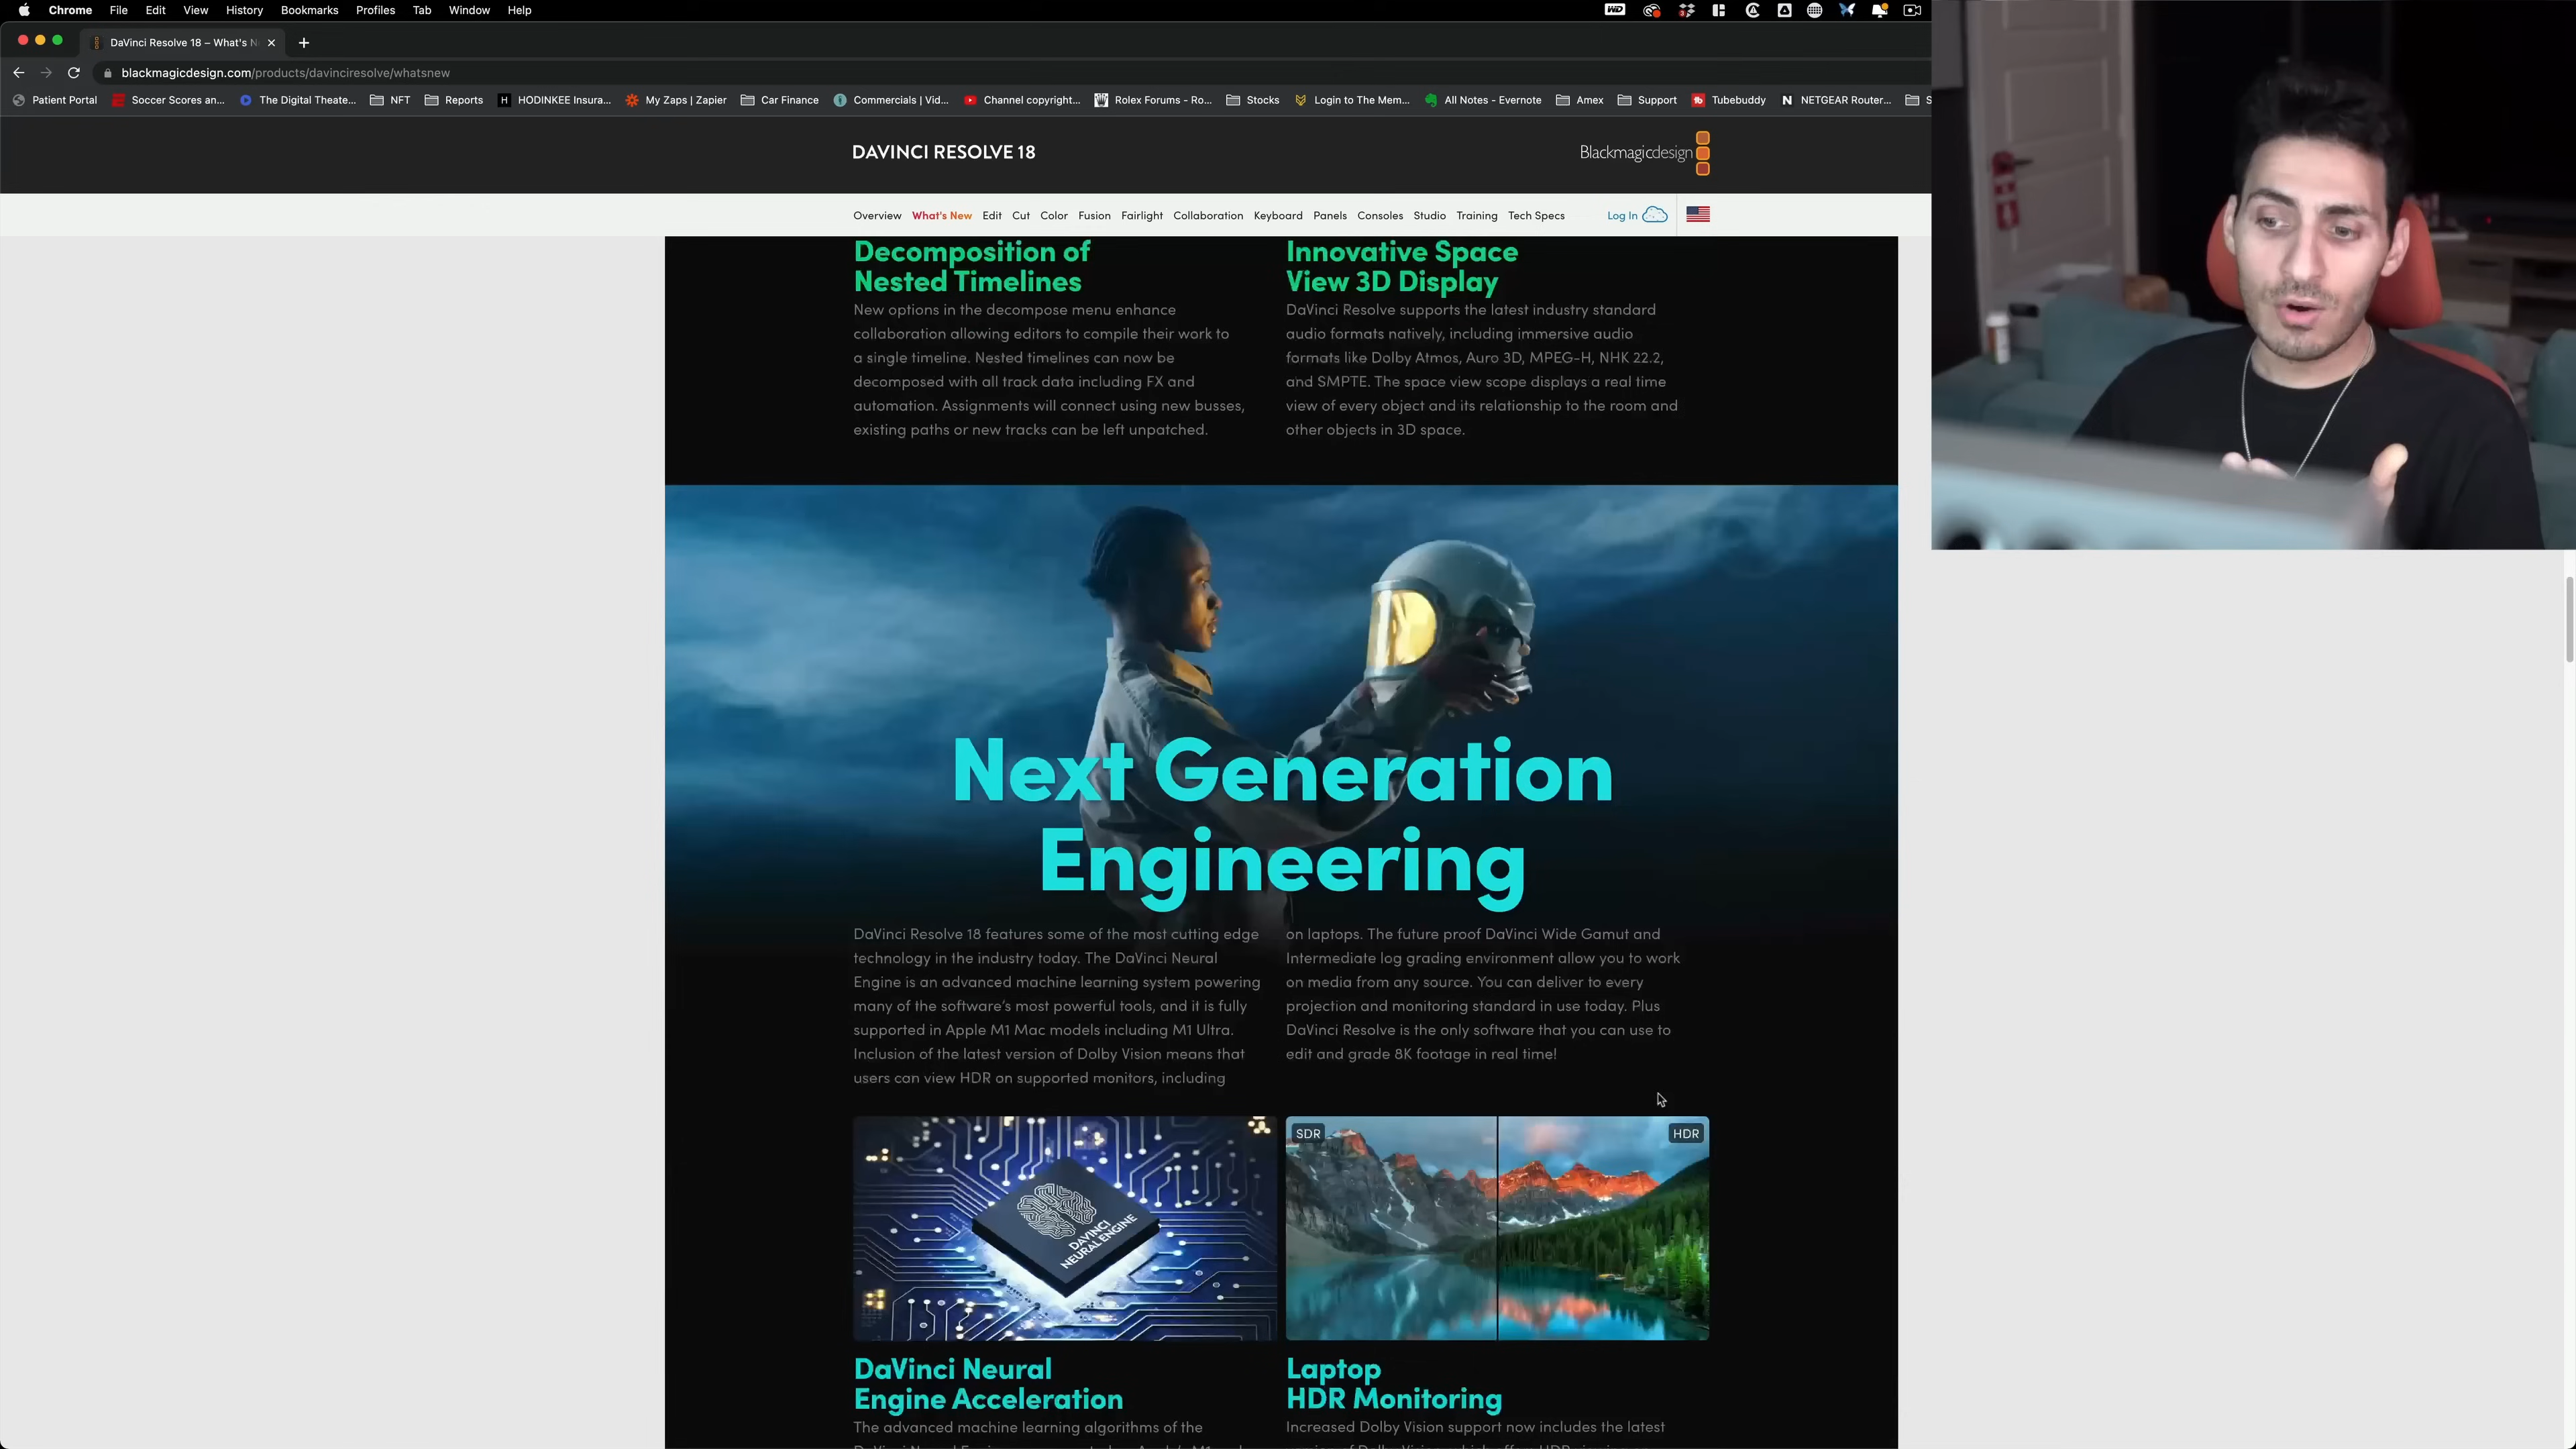 Chrome File Edit View History Bookmarks Profiles Tab Window Help
WD
DaVinci Resolve 18 – What's N
blackmagicdesign.com/products/davinciresolve/whatsnew
Patient Portal Soccer Scores an... The Digital Theate... NFT Reports HODINKEE Insura... My Zaps | Zapier Car Finance Commercials | Vid... Channel copyright... Rolex Forums - Ro... Stocks Login to The Mem... All Notes - Evernote Amex Support Tubebuddy NETGEAR Router... S
DAVINCI RESOLVE 18
Blackmagicdesign
Overview What's New Edit Cut Color Fusion Fairlight Collaboration Keyboard Panels Consoles Studio Training Tech Specs Log In
Decomposition of
Nested Timelines
New options in the decompose menu enhance
collaboration allowing editors to compile their work to
a single timeline. Nested timelines can now be
decomposed with all track data including FX and
automation. Assignments will connect using new busses,
existing paths or new tracks can be left unpatched.
Innovative Space
View 3D Display
DaVinci Resolve supports the latest industry standard
audio formats natively, including immersive audio
formats like Dolby Atmos, Auro 3D, MPEG-H, NHK 22.2,
and SMPTE. The space view scope displays a real time
view of every object and its relationship to the room and
other objects in 3D space.
Next Generation
Engineering
DaVinci Resolve 18 features some of the most cutting edge
technology in the industry today. The DaVinci Neural
Engine is an advanced machine learning system powering
many of the software's most powerful tools, and it is fully
supported in Apple M1 Mac models including M1 Ultra.
Inclusion of the latest version of Dolby Vision means that
users can view HDR on supported monitors, including
on laptops. The future proof DaVinci Wide Gamut and
Intermediate log grading environment allow you to work
on media from any source. You can deliver to every
projection and monitoring standard in use today. Plus
DaVinci Resolve is the only software that you can use to
edit and grade 8K footage in real time!
DAVINCI
NEURAL ENGINE
SDR
HDR
DaVinci Neural
Engine Acceleration
The advanced machine learning algorithms of the
Laptop
HDR Monitoring
Increased Dolby Vision support now includes the latest